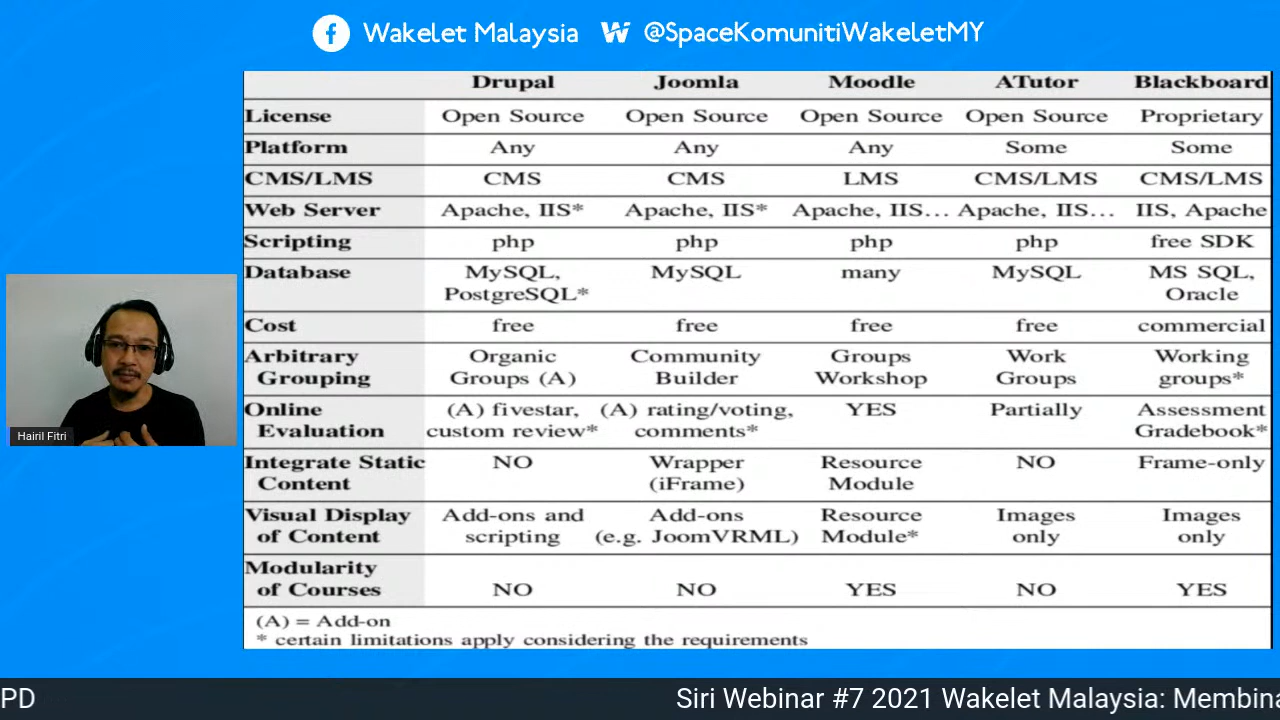 Wakelet Malaysia @SpaceKomunitiWakeletMY
Drupal Joomla Moodle ATutor Blackboard
License Open Source Open Source Open Source Open Source Proprietary
Platform Any Any Any Some Some
CMS/LMS CMS CMS LMS CMS/LMS CMS/LMS
Web Server Apache, IIS* Apache, IIS* Apache, IIS... Apache, IIS... IIS, Apache
Scripting php php php php free SDK
Database MySQL, MySQL many MySQL MS SQL,
PostgreSQL* Oracle
Cost free free free free commercial
Arbitrary Organic Community Groups Work Working
Grouping Groups (A) Builder Workshop Groups groups*
Online (A) fivestar, (A) rating/voting, YES Partially Assessment
Evaluation custom review* comments* Gradebook*
Integrate Static NO Wrapper Resource NO Frame-only
Content (iFrame) Module
Visual Display Add-ons and Add-ons Resource Images Images
of Content scripting (e.g. JoomVRML) Module* only only
Modularity
of Courses NO NO YES NO YES
(A) = Add-on
* certain limitations apply considering the requirements
Hairil Fitri
PD Siri Webinar #7 2021 Wakelet Malaysia: Membina